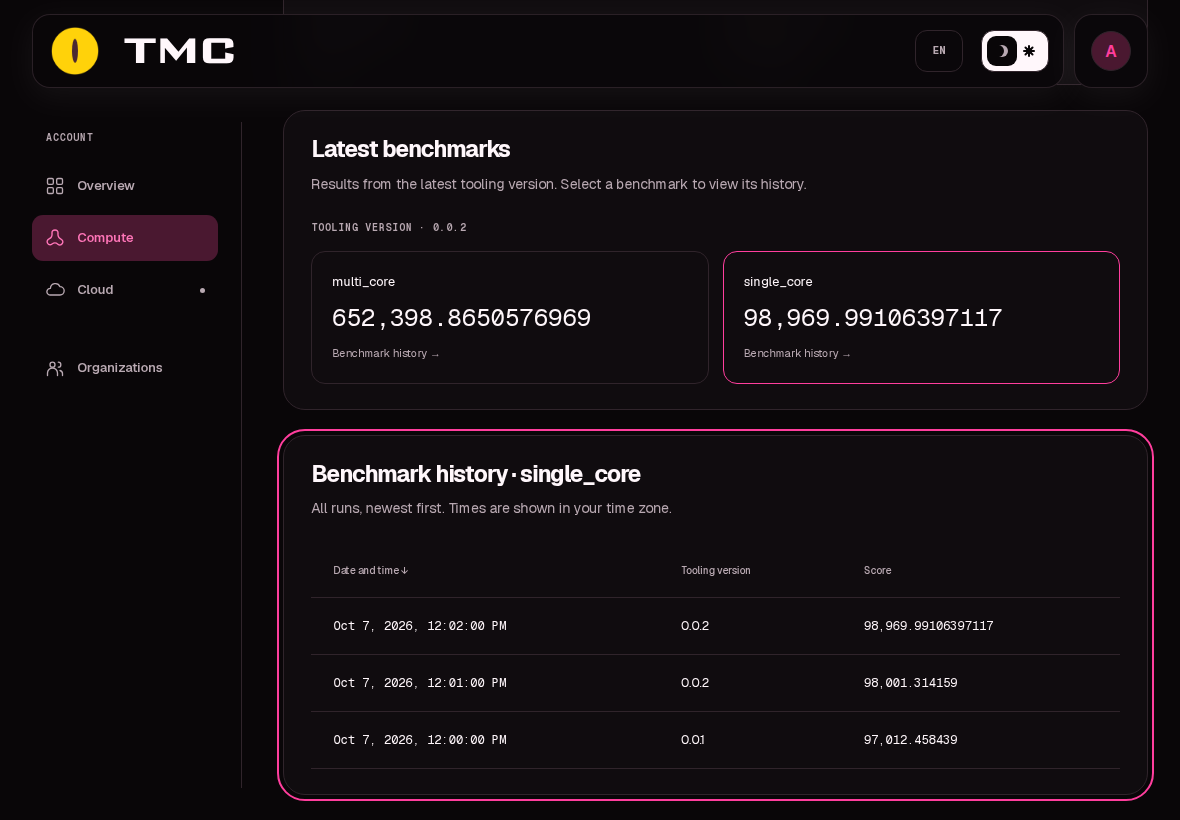 TMC
EN
A
ACCOUNT
Overview
Compute
Cloud
Organizations
Latest benchmarks
Results from the latest tooling version. Select a benchmark to view its history.
TOOLING VERSION · 0.0.2
multi_core
652,398.8650576969
Benchmark history →
single_core
98,969.99106397117
Benchmark history →
Benchmark history · single_core
All runs, newest first. Times are shown in your time zone.
Date and time ↓ Tooling version Score
Oct 7, 2026, 12:02:00 PM 0.0.2 98,969.99106397117
Oct 7, 2026, 12:01:00 PM 0.0.2 98,001.314159
Oct 7, 2026, 12:00:00 PM 0.0.1 97,012.458439